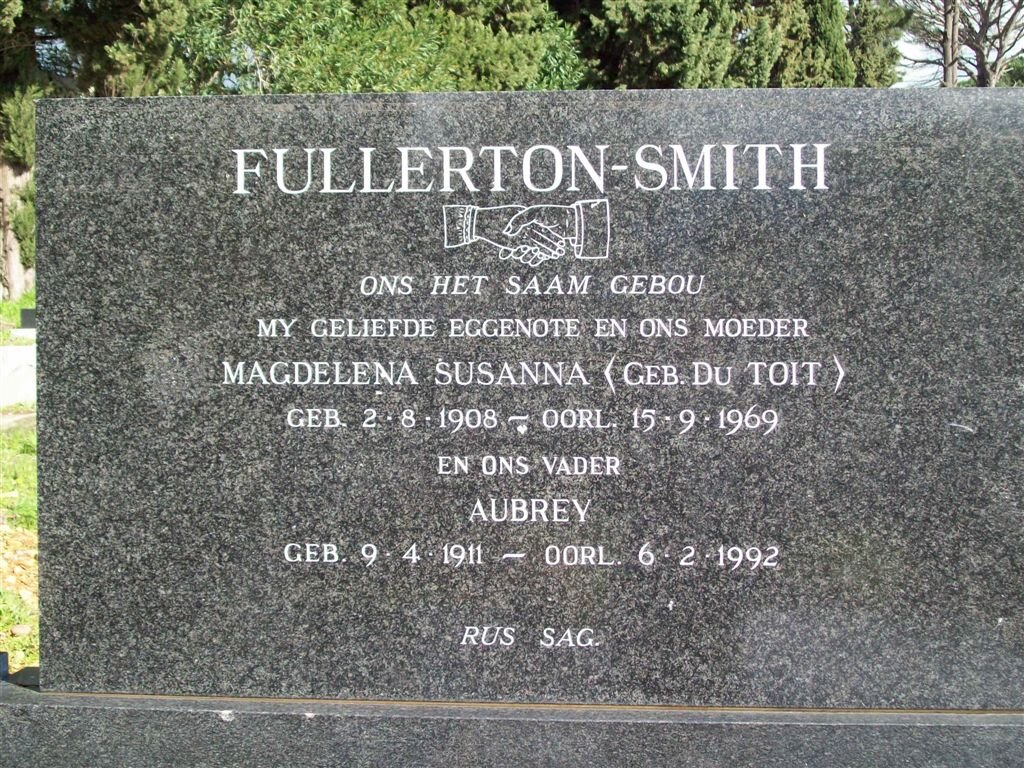 FULLERTON-SMITH
ONS HET SAAM GEBOU
MY GELIEFDE EGGENOTE EN ONS MOEDER
MAGDELENA SUSANNA (GEB. DU TOIT)
GEB. 2·8·1908 – OORL. 15·9·1969
EN ONS VADER
AUBREY
GEB. 9·4·1911 – OORL. 6·2·1992
RUS SAG.